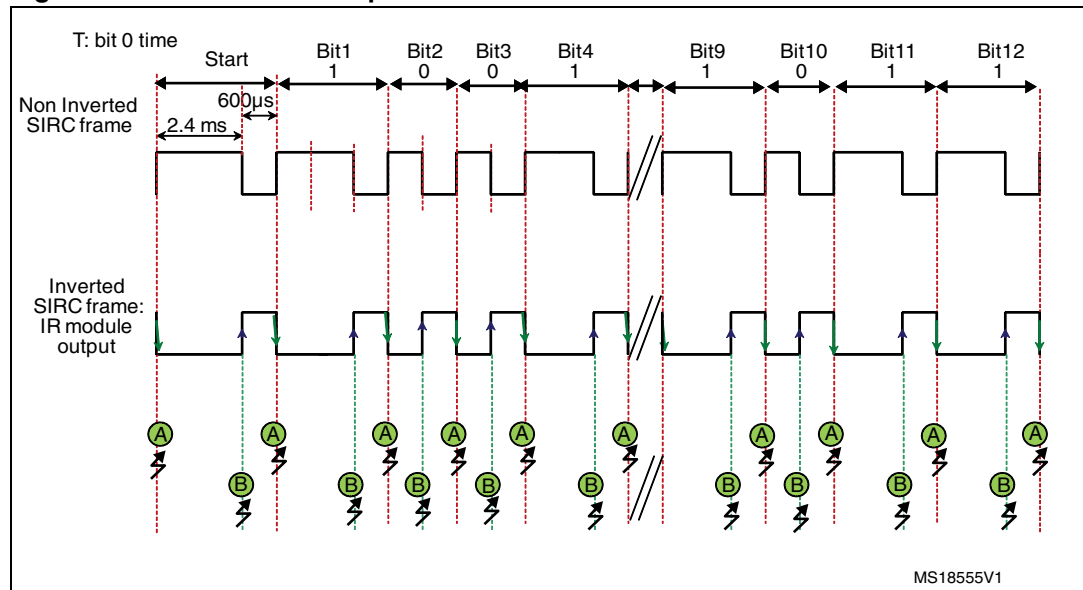 T: bit 0 time
Start Bit1 Bit2 Bit3 Bit4 Bit9 Bit10 Bit11 Bit12
1 0 0 1 1 0 1 1
Non Inverted
SIRC frame
600µs
2.4 ms
Inverted
SIRC frame:
IR module
output
A A A A A A A A A A
B B B B B B B B B
MS18555V1